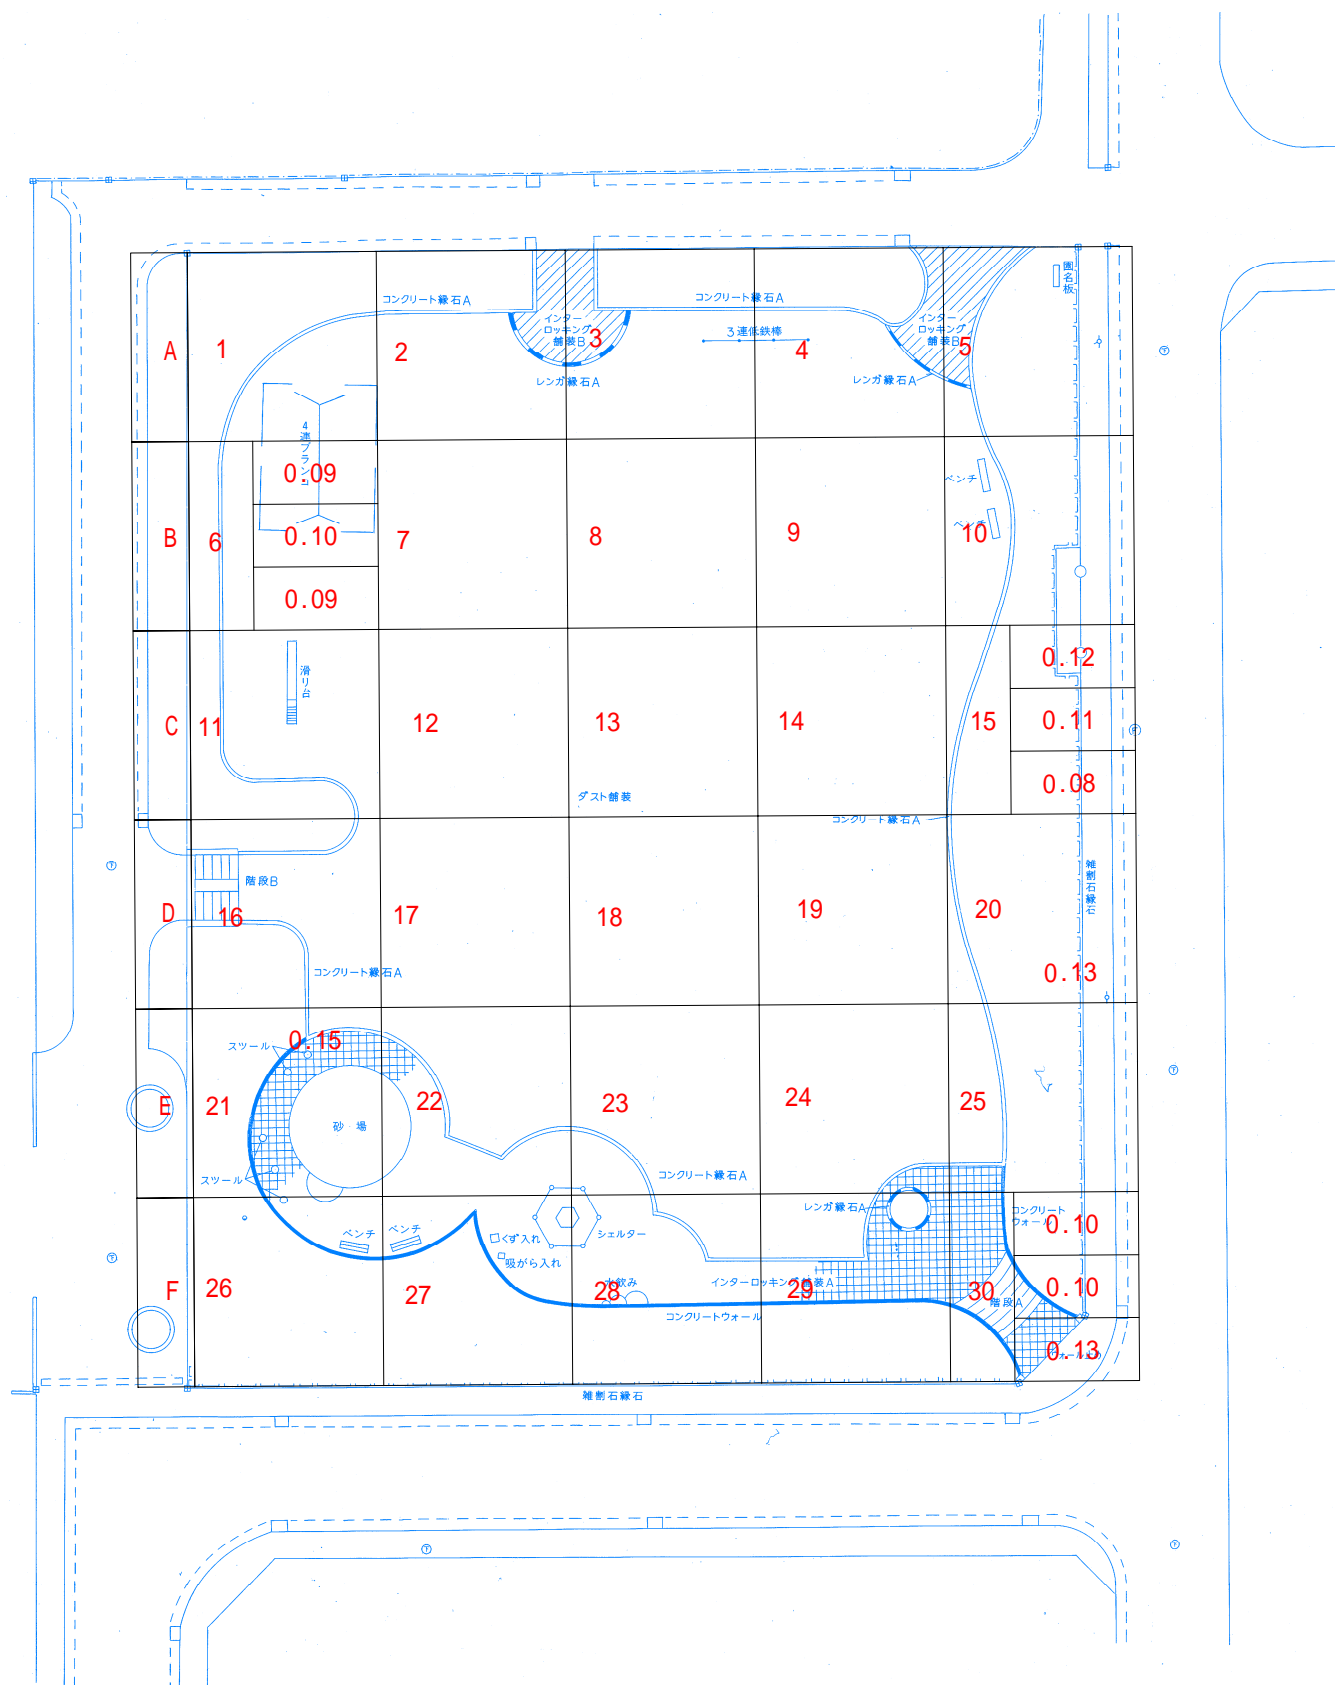 園名板
コンクリート縁石A
コンクリート縁石A
インター
ロッキング
舗装B
3
3連低鉄棒
インター
ロッキング
舗装B
5
A
1
2
4
レンガ縁石A
レンガ縁石A
4連ブランコ
0.09
ベンチ
B
6
0.10
7
8
9
ベンチ
10
0.09
滑り台
0.12
C
11
12
13
14
15
0.11
0.08
ダスト舗装
コンクリート縁石A
雑割石縁石
階段B
D
16
17
18
19
20
コンクリート縁石A
0.13
スツール
0.15
E
21
22
23
24
25
砂場
スツール
コンクリート縁石A
レンガ縁石A
コンクリート
ウォール
0.10
ベンチ
ベンチ
くず入れ
シェルター
吸がら入れ
F
26
27
水飲み
28
インターロッキング舗装A
29
30
階段A
0.10
コンクリートウォール
0.13
雑割石縁石